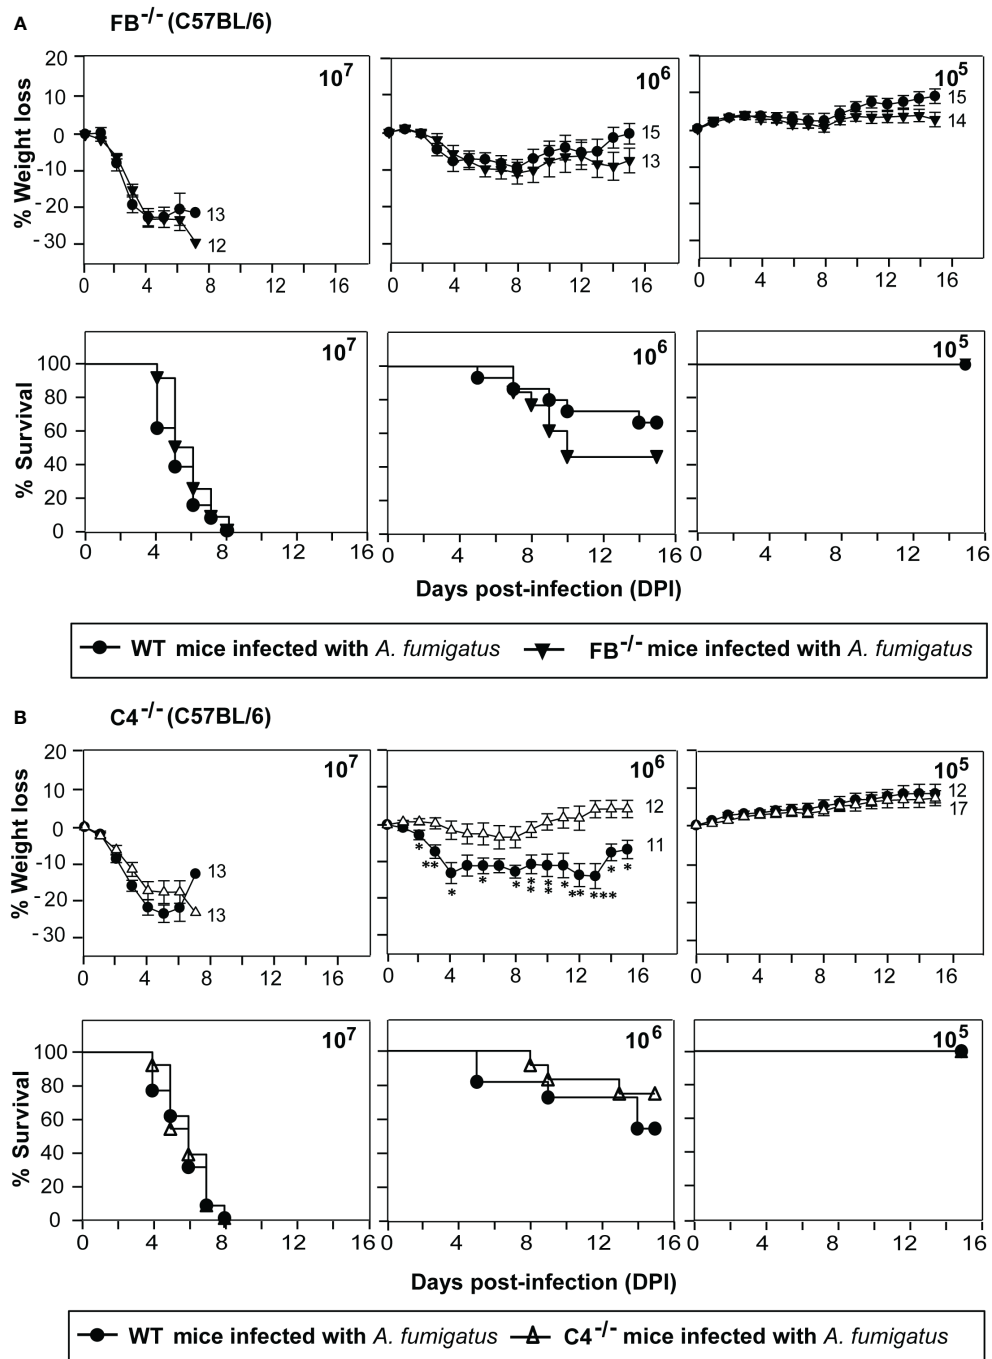 A FB-/- (C57BL/6)
% Weight loss
20
10
0
-10
-20
-30
10^7
13
12
0 4 8 12 16
10^6
15
13
0 4 8 12 16
10^5
15
14
0 4 8 12 16
% Survival
100
80
60
40
20
0
10^7
0 4 8 12 16
10^6
0 4 8 12 16
10^5
0 4 8 12 16
Days post-infection (DPI)
WT mice infected with A. fumigatus FB-/- mice infected with A. fumigatus
B C4-/- (C57BL/6)
% Weight loss
20
10
0
-10
-20
-30
10^7
13
13
0 4 8 12 16
10^6
12
11
* ** * * * * * * * * ** *** * *
0 4 8 12 16
10^5
12
17
0 4 8 12 16
% Survival
100
80
60
40
20
0
10^7
0 4 8 12 16
10^6
0 4 8 12 16
10^5
0 4 8 12 16
Days post-infection (DPI)
WT mice infected with A. fumigatus C4-/- mice infected with A. fumigatus